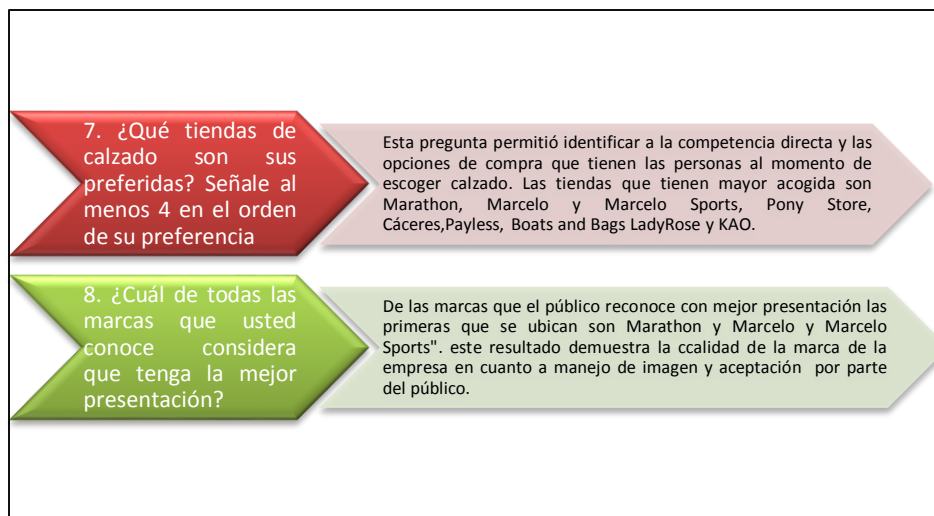 7. ¿Qué tiendas de
calzado son sus
preferidas? Señale al
menos 4 en el orden
de su preferencia
Esta pregunta permitió identificar a la competencia directa y las
opciones de compra que tienen las personas al momento de
escoger calzado. Las tiendas que tienen mayor acogida son
Marathon, Marcelo y Marcelo Sports, Pony Store,
Cáceres,Payless, Boats and Bags LadyRose y KAO.
8. ¿Cuál de todas las
marcas que usted
conoce considera
que tenga la mejor
presentación?
De las marcas que el público reconoce con mejor presentación las
primeras que se ubican son Marathon y Marcelo y Marcelo
Sports". este resultado demuestra la ccalidad de la marca de la
empresa en cuanto a manejo de imagen y aceptación por parte
del público.